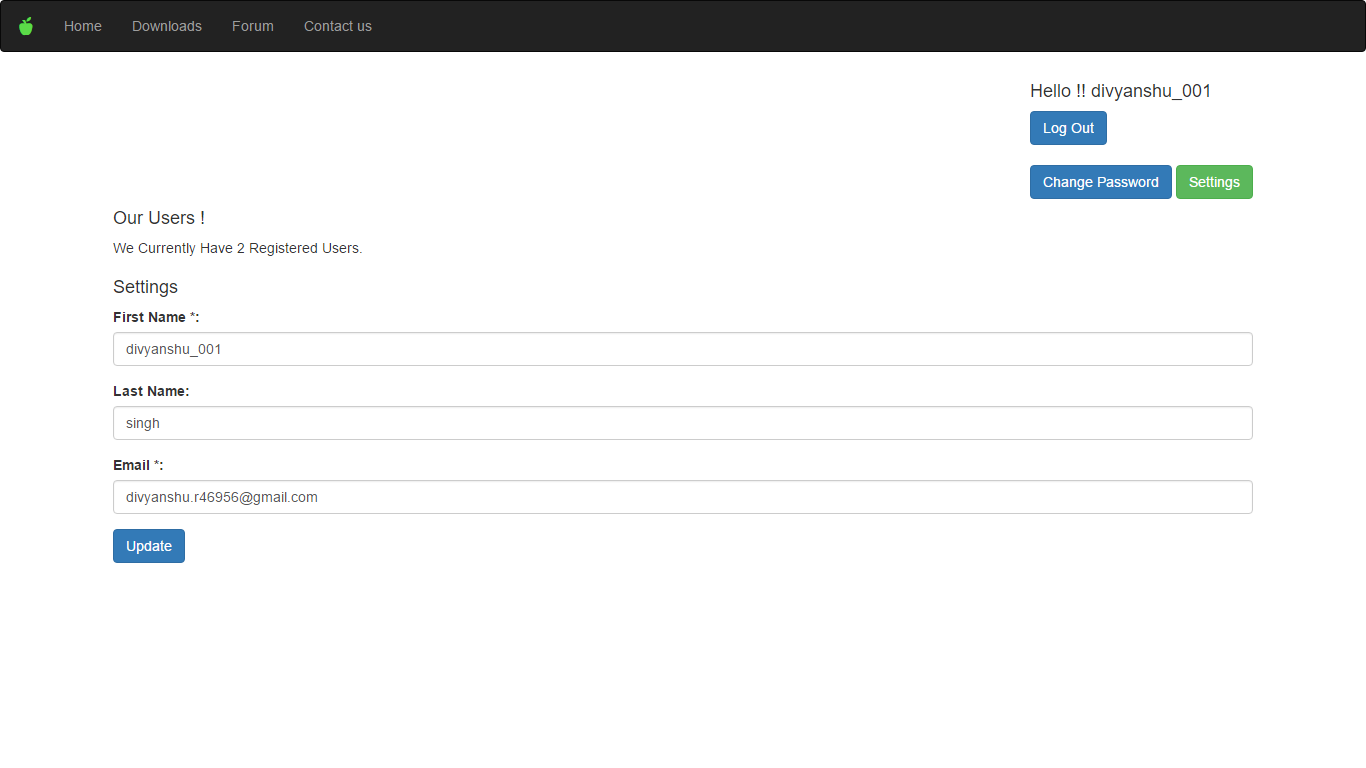 Home Downloads Forum Contact us
Hello !! divyanshu_001
Log Out
Change Password Settings
Our Users !
We Currently Have 2 Registered Users.
Settings
First Name *:
divyanshu_001
Last Name:
singh
Email *:
divyanshu.r46956@gmail.com
Update